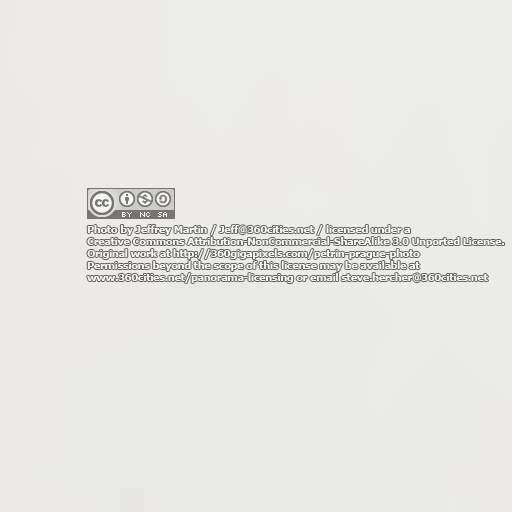 cc BY NC SA
Photo by Jeffrey Martin / Jeff@360cities.net / licensed under a
Creative Commons Attribution-NonCommercial-ShareAlike 3.0 Unported License.
Original work at http://360gigapixels.com/petrin-prague-photo
Permissions beyond the scope of this license may be available at
www.360cities.net/panorama-licensing or email steve.hercher@360cities.net